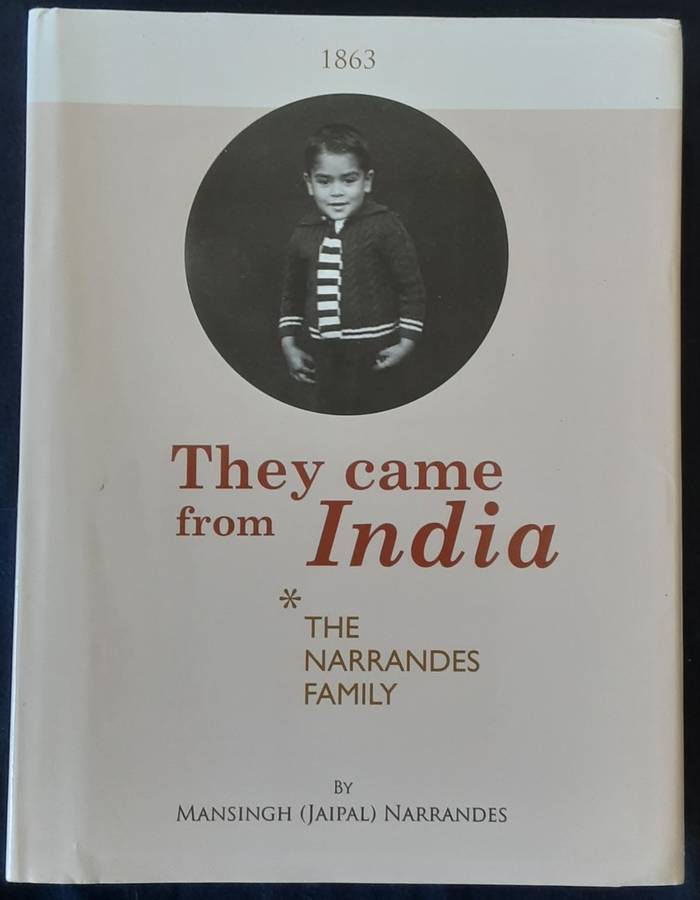 1863
They came
from India
*
THE
NARRANDES
FAMILY
BY
MANSINGH (JAIPAL) NARRANDES